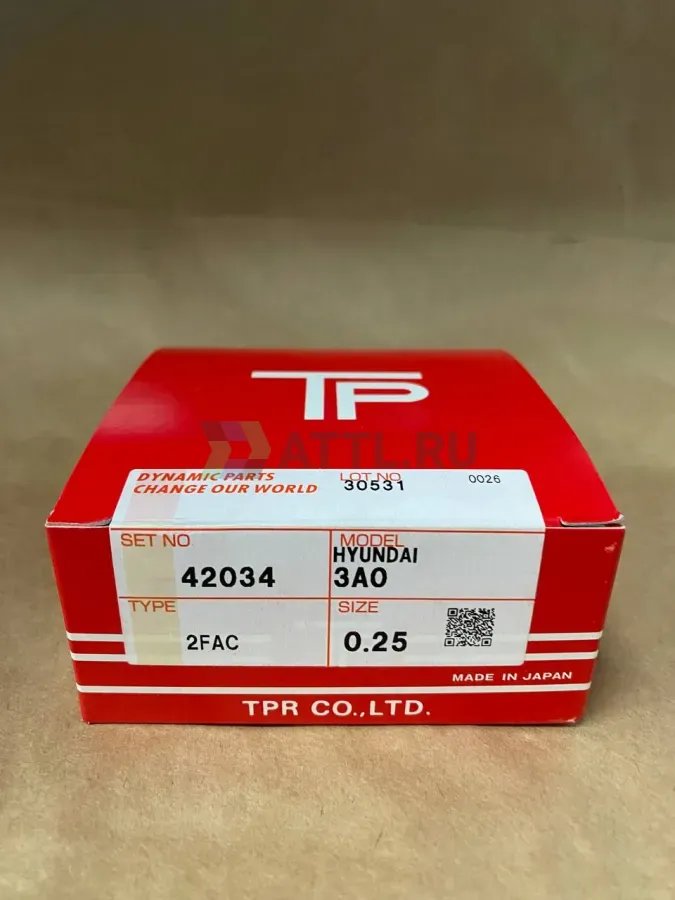 TP
ATTL.RU
DYNAMIC PARTS
CHANGE OUR WORLD
LOT NO
30531
0026
SET NO
42034
MODEL
HYUNDAI
3A0
TYPE
2FAC
SIZE
0.25
MADE IN JAPAN
TPR CO.,LTD.